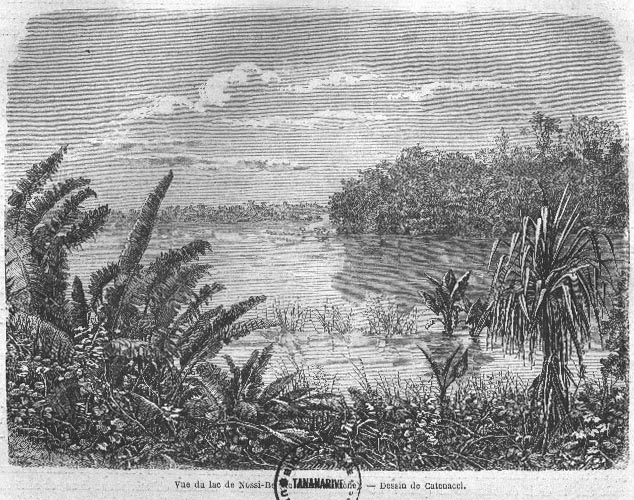 Vue du lac de Nossi-Be — Dessin de Catenacci.
TANANARIVE